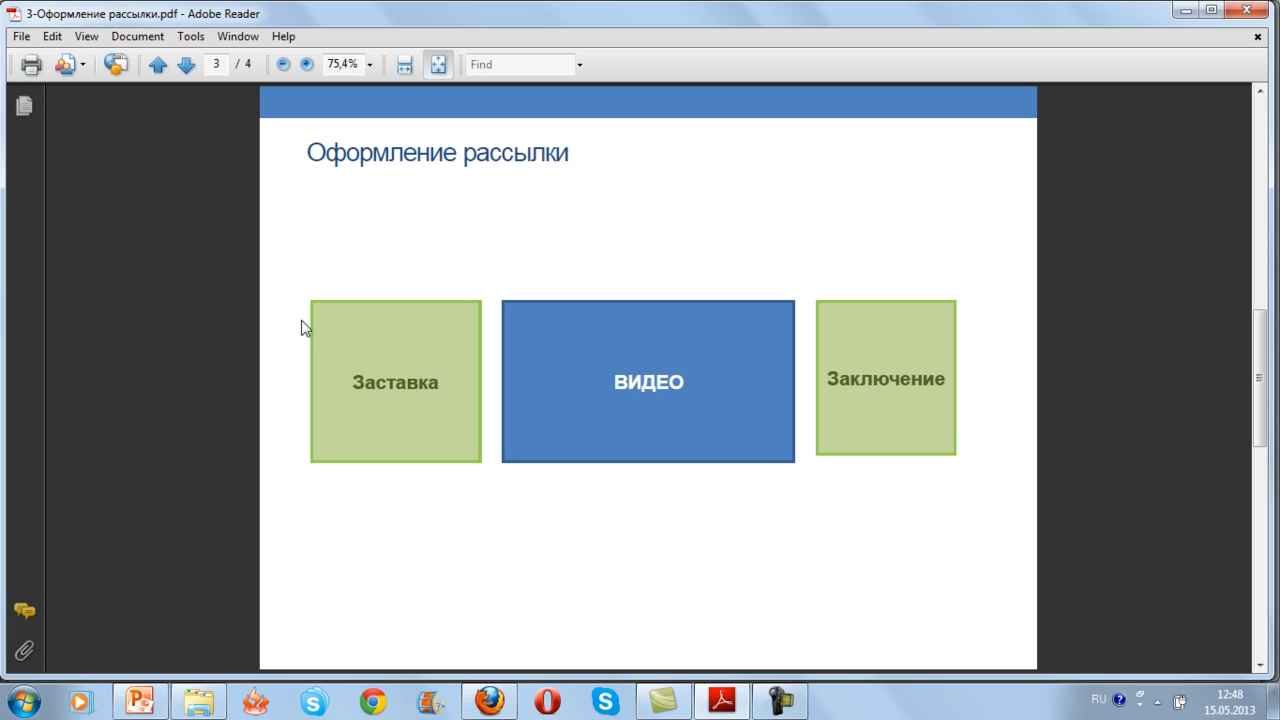 3-Оформление рассылки.pdf - Adobe Reader
File Edit View Document Tools Window Help
3 / 4 75,4% Find
Оформление рассылки
Заставка ВИДЕО Заключение
RU 12:48
15.05.2013